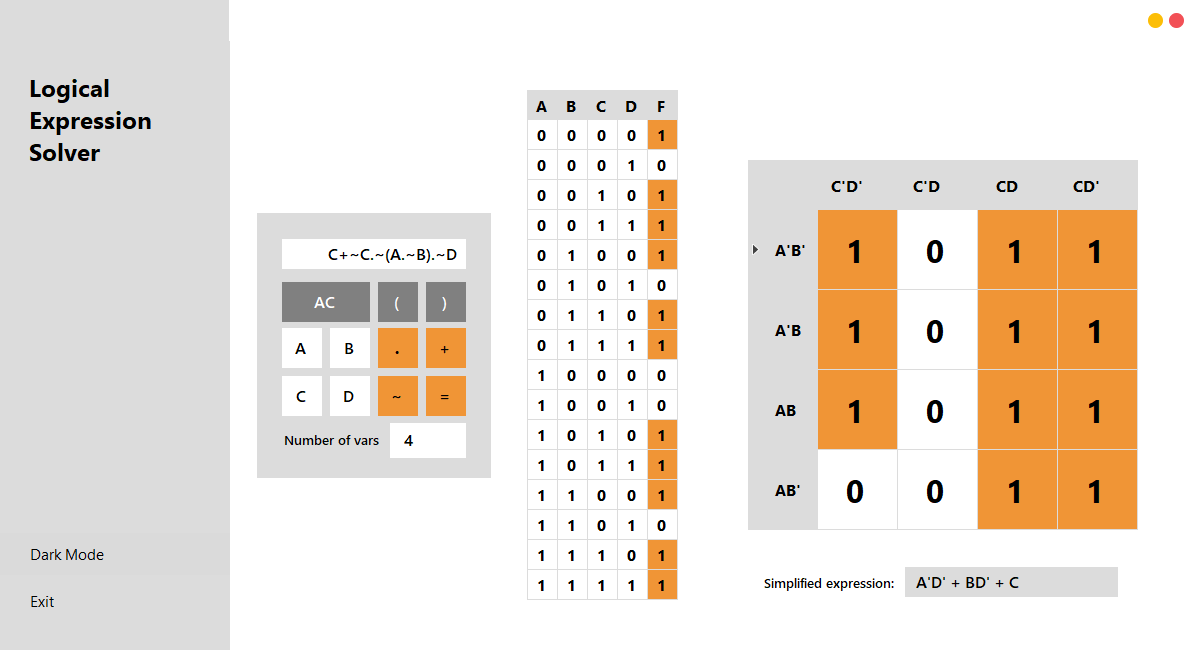 Logical
Expression
Solver
Dark Mode
Exit
C+~C.~(A.~B).~D
AC ( )
A B . +
C D ~ =
Number of vars 4
A B C D F
0 0 0 0 1
0 0 0 1 0
0 0 1 0 1
0 0 1 1 1
0 1 0 0 1
0 1 0 1 0
0 1 1 0 1
0 1 1 1 1
1 0 0 0 0
1 0 0 1 0
1 0 1 0 1
1 0 1 1 1
1 1 0 0 1
1 1 0 1 0
1 1 1 0 1
1 1 1 1 1
C'D' C'D CD CD'
A'B' 1 0 1 1
A'B 1 0 1 1
AB 1 0 1 1
AB' 0 0 1 1
Simplified expression: A'D' + BD' + C